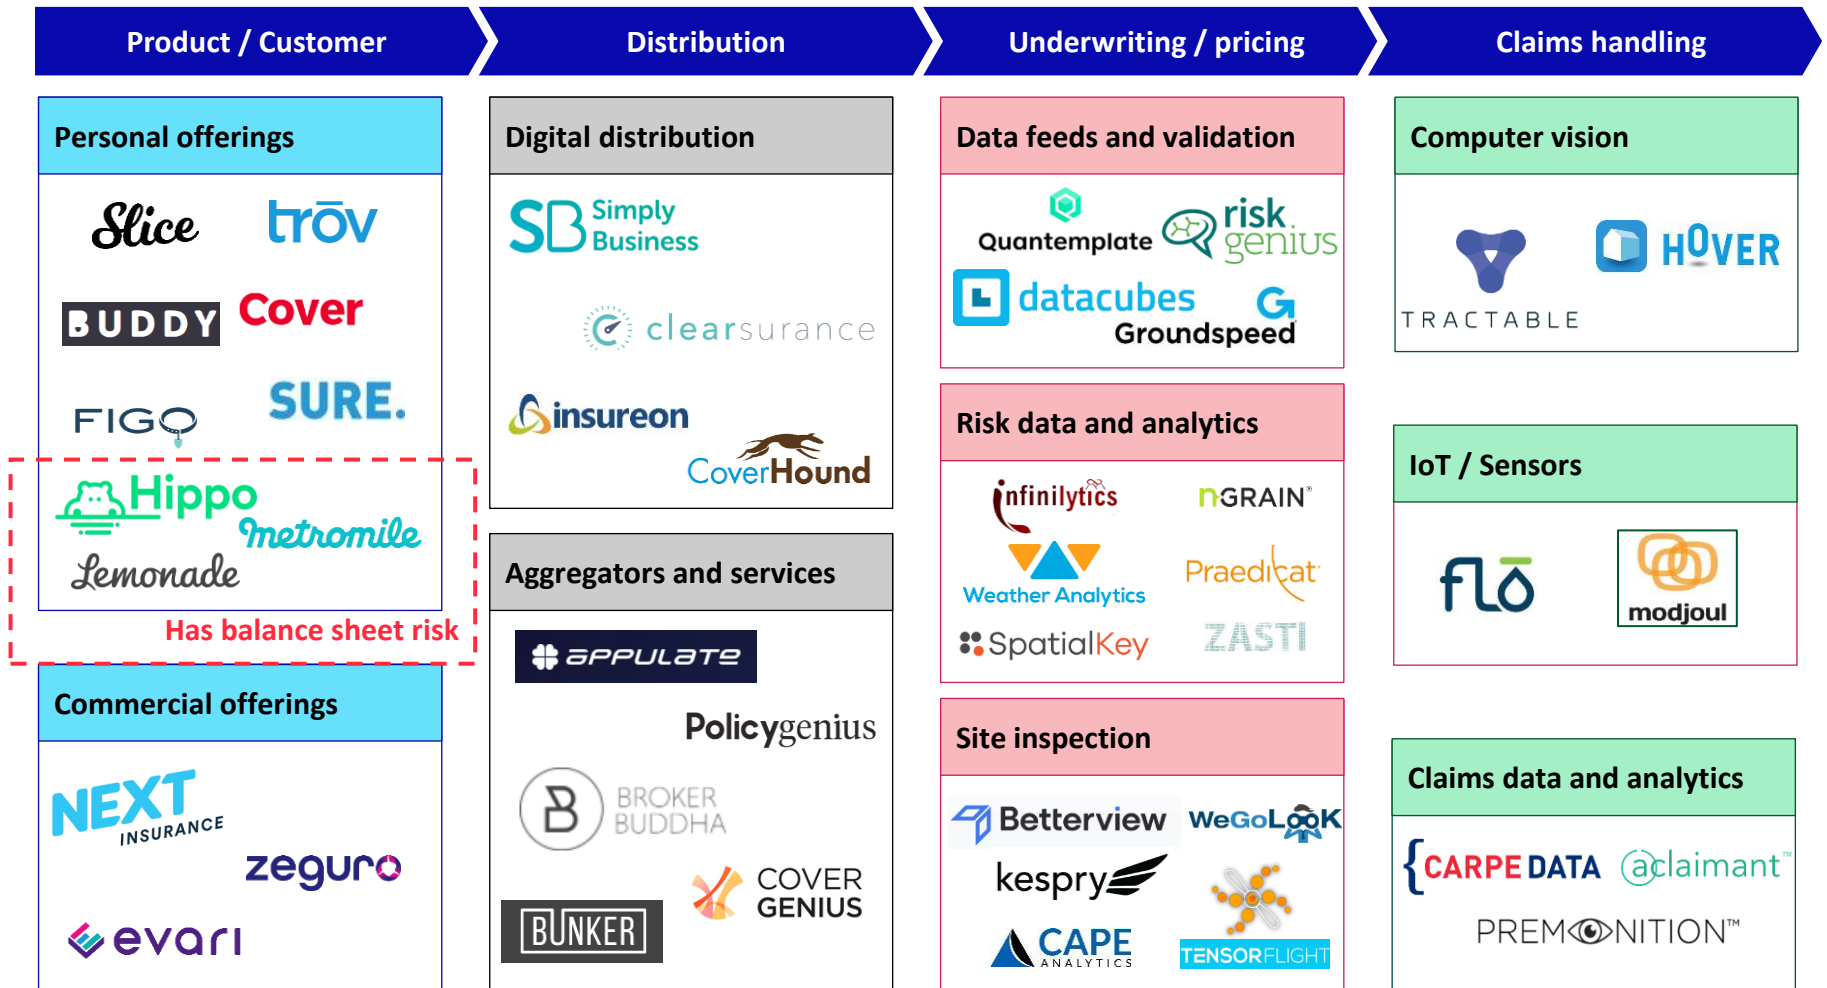 Product / Customer
Distribution
Underwriting / pricing
Claims handling
Personal offerings
Slice
trōv
BUDDY
Cover
FIGO
SURE.
Hippo
metromile
Lemonade
Has balance sheet risk
Commercial offerings
NEXT
INSURANCE
zeguro
evari
Digital distribution
SB Simply
Business
clearsurance
insureon
CoverHound
Aggregators and services
APPULATE
Policygenius
B BROKER
BUDDHA
COVER
GENIUS
BUNKER
Data feeds and validation
Quantemplate
risk
genius
datacubes
G
Groundspeed
Risk data and analytics
infinilytics
nGRAIN®
Weather Analytics
Praedicat
SpatialKey
ZASTI
Site inspection
Betterview
WeGoLooK
kespry
CAPE
ANALYTICS
TENSORFLIGHT
Computer vision
TRACTABLE
HOVER
IoT / Sensors
flō
modjoul
Claims data and analytics
{CARPE DATA
aclaimant™
PREMONITION™